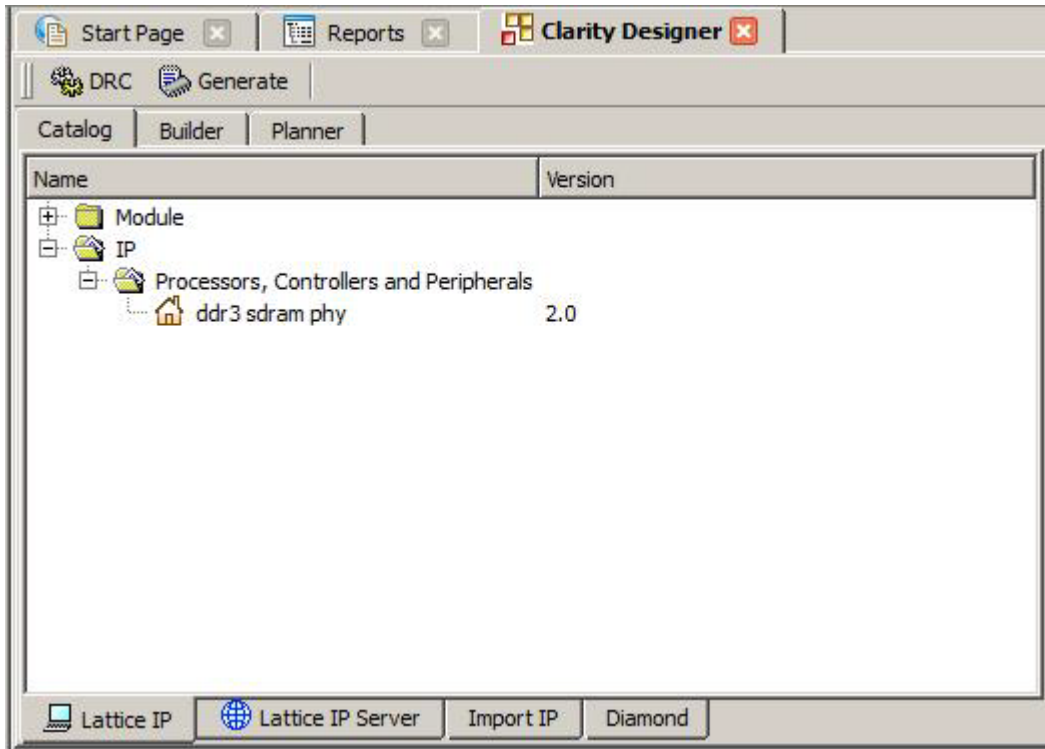 Start Page Reports Clarity Designer
DRC Generate
Catalog Builder Planner
Name Version
Module
IP
Processors, Controllers and Peripherals
ddr3 sdram phy 2.0
Lattice IP Lattice IP Server Import IP Diamond